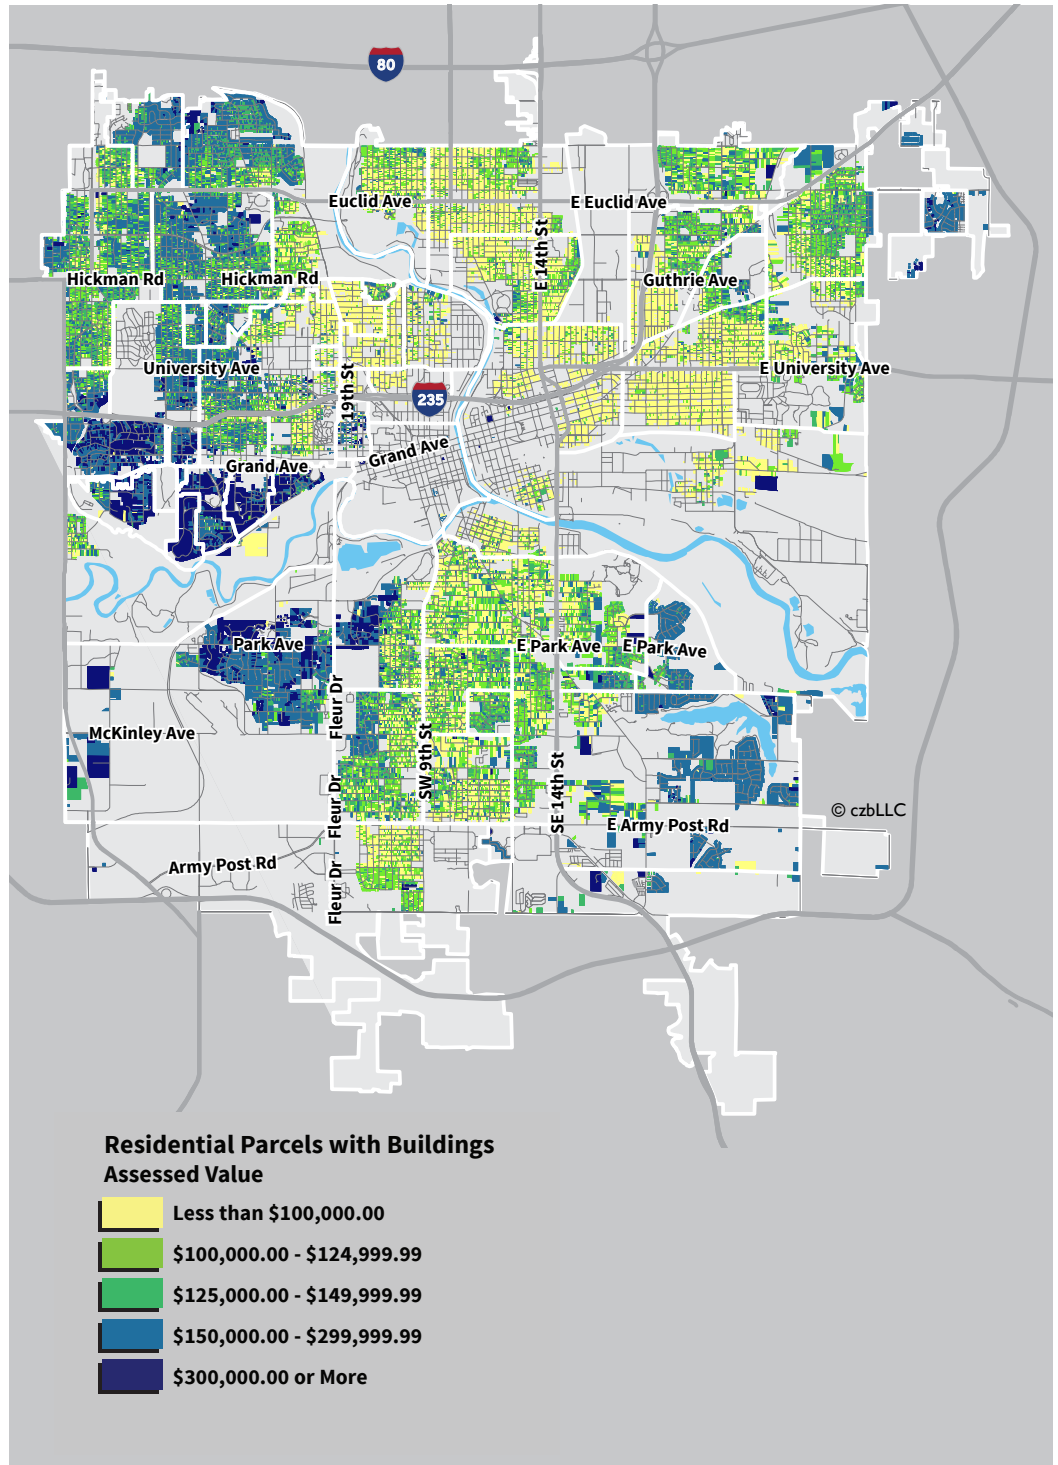 80
Euclid Ave
E Euclid Ave
E 14th St
Hickman Rd
Hickman Rd
Guthrie Ave
University Ave
E University Ave
19th St
235
Grand Ave
Grand Ave
Park Ave
E Park Ave
E Park Ave
Fleur Dr
McKinley Ave
SW 9th St
SE 14th St
Fleur Dr
© czbLLC
E Army Post Rd
Army Post Rd
Fleur Dr
Residential Parcels with Buildings
Assessed Value
Less than $100,000.00
$100,000.00 - $124,999.99
$125,000.00 - $149,999.99
$150,000.00 - $299,999.99
$300,000.00 or More